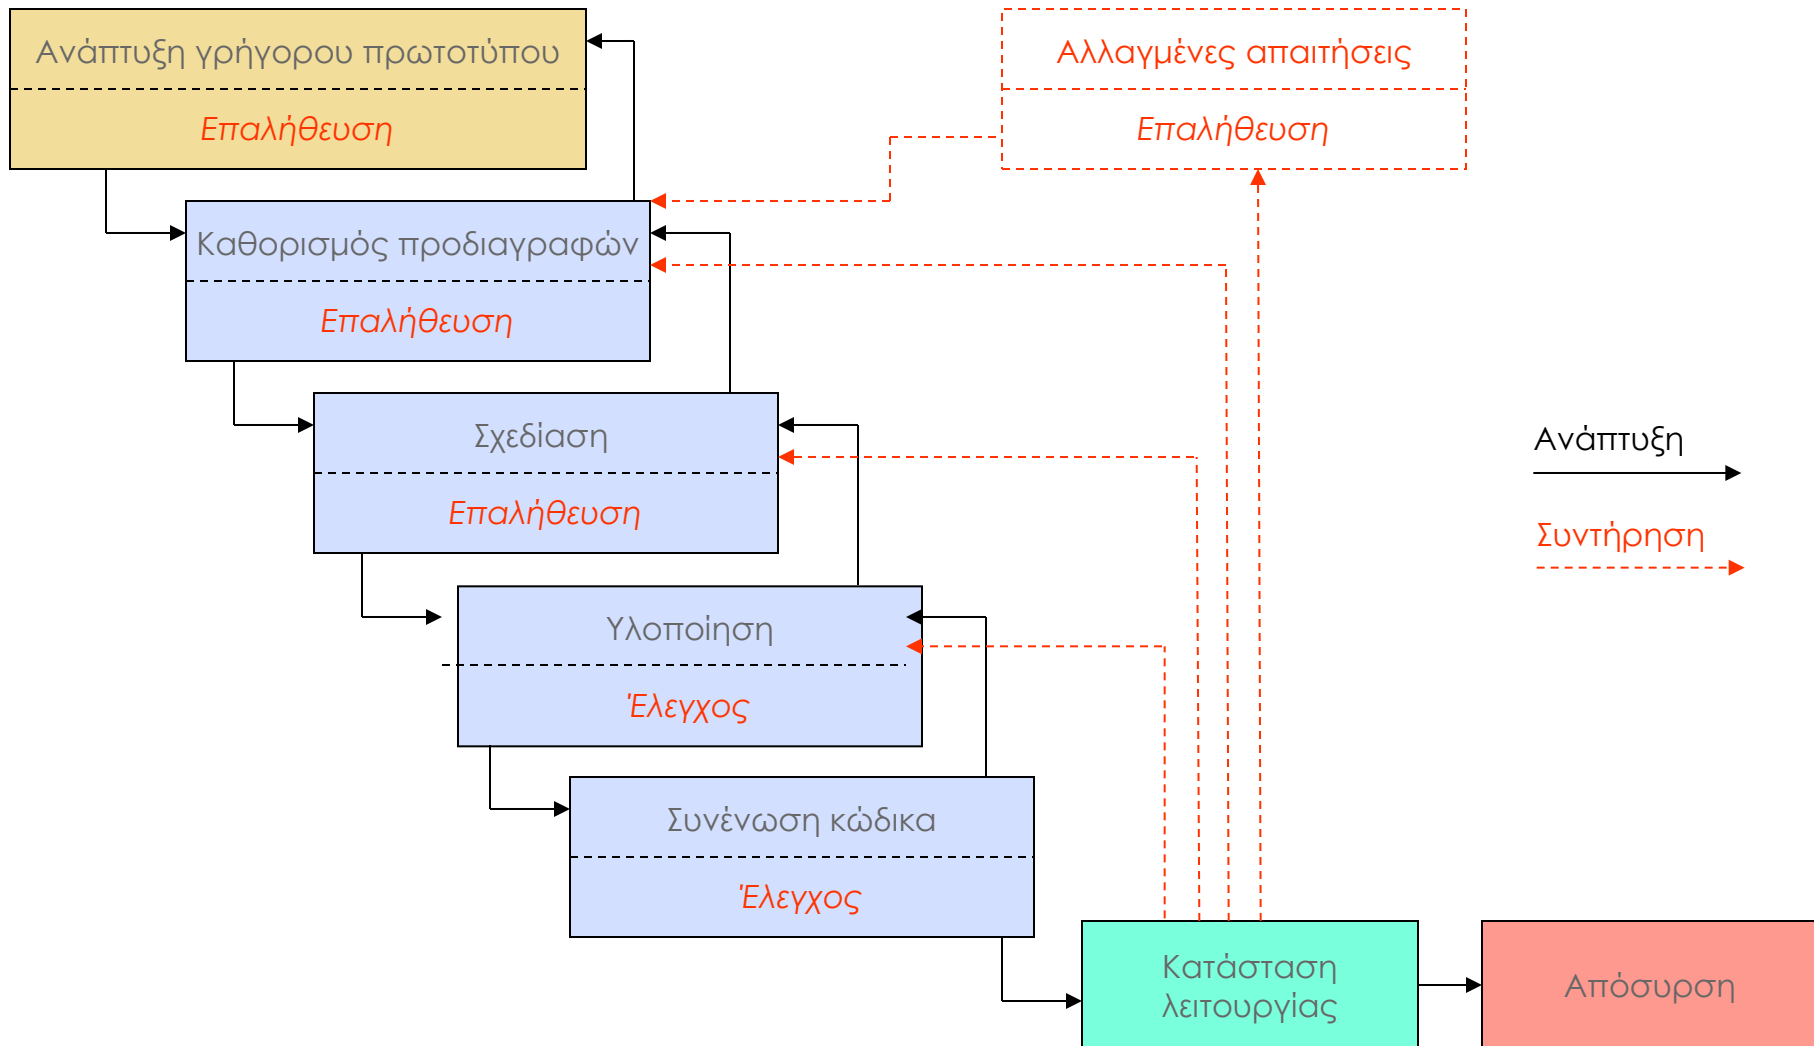 Ανάπτυξη γρήγορου πρωτοτύπου
Επαλήθευση
Αλλαγμένες απαιτήσεις
Επαλήθευση
Καθορισμός προδιαγραφών
Επαλήθευση
Σχεδίαση
Επαλήθευση
Ανάπτυξη
Συντήρηση
Υλοποίηση
Έλεγχος
Συνένωση κώδικα
Έλεγχος
Κατάσταση
λειτουργίας
Απόσυρση